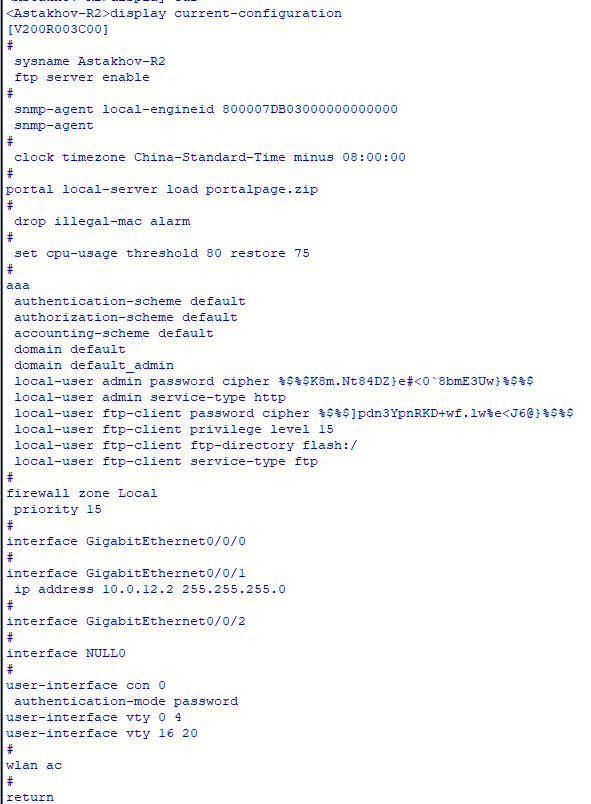 <Astakhov-R2>display current-configuration
[V200R003C00]
#
 sysname Astakhov-R2
 ftp server enable
#
 snmp-agent local-engineid 800007DB03000000000000
 snmp-agent
#
 clock timezone China-Standard-Time minus 08:00:00
#
portal local-server load portalpage.zip
#
 drop illegal-mac alarm
#
 set cpu-usage threshold 80 restore 75
#
aaa
 authentication-scheme default
 authorization-scheme default
 accounting-scheme default
 domain default
 domain default_admin
 local-user admin password cipher %$%$K8m.Nt84DZ}e#<0`8bmE3Uw}%$%$
 local-user admin service-type http
 local-user ftp-client password cipher %$%$]pdn3YpnRKD+wf.lw%e<J6@}%$%$
 local-user ftp-client privilege level 15
 local-user ftp-client ftp-directory flash:/
 local-user ftp-client service-type ftp
#
firewall zone Local
 priority 15
#
interface GigabitEthernet0/0/0
#
interface GigabitEthernet0/0/1
 ip address 10.0.12.2 255.255.255.0
#
interface GigabitEthernet0/0/2
#
interface NULL0
#
user-interface con 0
 authentication-mode password
user-interface vty 0 4
user-interface vty 16 20
#
wlan ac
#
return